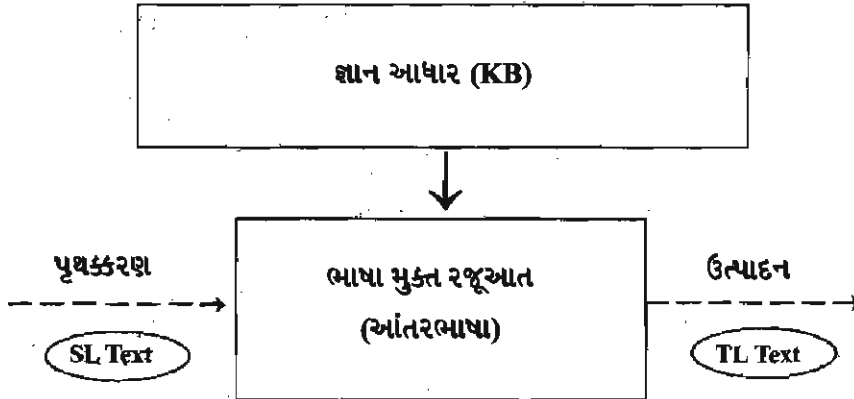 જ્ઞાન આધાર (KB)
પૃથક્કરણ
ભાષા મુક્ત રજૂઆત
ઉત્પાદન
(આંતરભાષા)
SL Text
TL Text